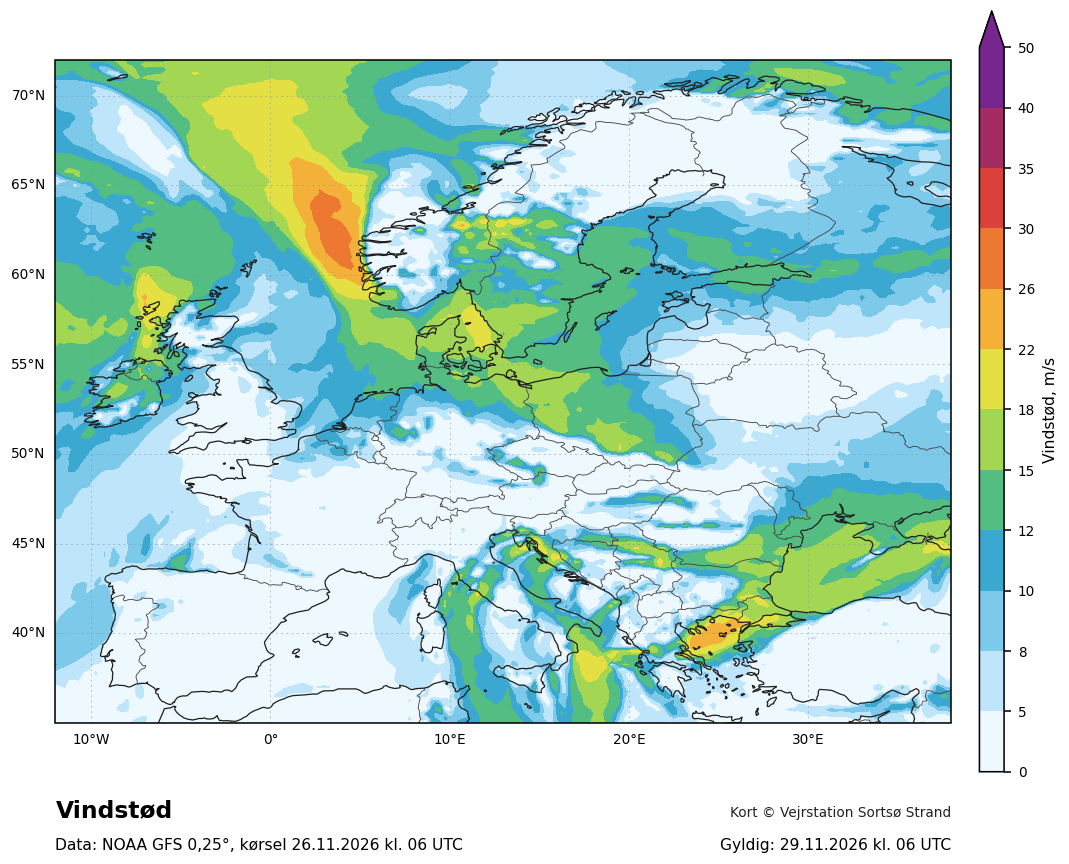 50
40
35
30
26
22
18
15
12
10
8
5
0
Vindstød, m/s
70°N
65°N
60°N
55°N
50°N
45°N
40°N
10°W
0°
10°E
20°E
30°E
Vindstød
Kort © Vejrstation Sortsø Strand
Data: NOAA GFS 0,25°, kørsel 26.11.2026 kl. 06 UTC
Gyldig: 29.11.2026 kl. 06 UTC